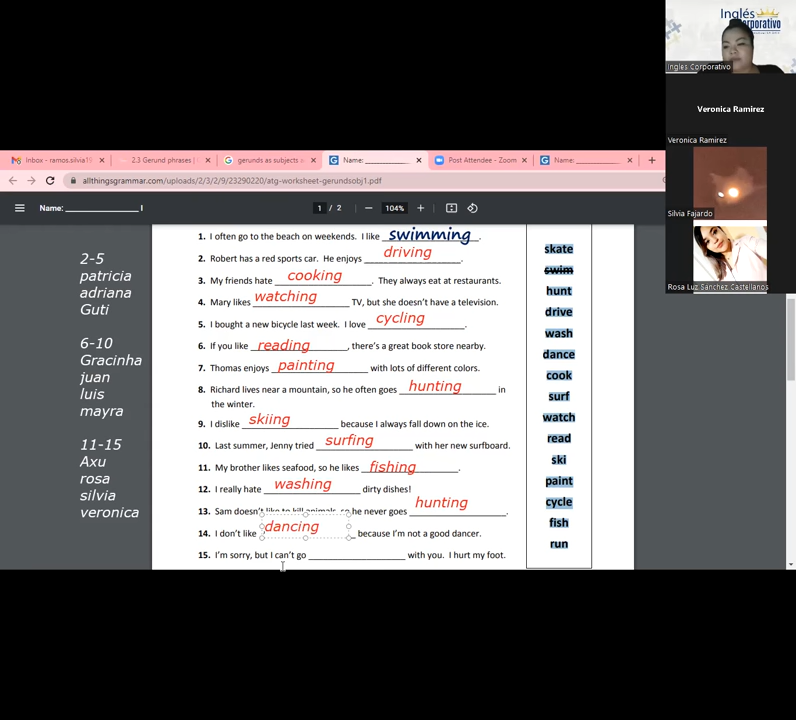 Inglés
Corporativo
Ingles Corporativo
Veronica Ramirez
Veronica Ramirez
Silvia Fajardo
Rosa Luz Sánchez Castellanos
Inbox - ramos.silvia19
2.3 Gerund phrases |
gerunds as subjects a
Name: ____________
Post Attendee - Zoom
Name: ____________
allthingsgrammar.com/uploads/2/3/2/9/23290220/atg-worksheet-gerundsobj1.pdf
Name: ____________ I
1 / 2
104%
2-5
patricia
adriana
Guti
6-10
Gracinha
juan
luis
mayra
11-15
Axu
rosa
silvia
veronica
1. I often go to the beach on weekends. I like swimming.
2. Robert has a red sports car. He enjoys driving.
3. My friends hate cooking. They always eat at restaurants.
4. Mary likes watching TV, but she doesn't have a television.
5. I bought a new bicycle last week. I love cycling.
6. If you like reading, there's a great book store nearby.
7. Thomas enjoys painting with lots of different colors.
8. Richard lives near a mountain, so he often goes hunting in
the winter.
9. I dislike skiing because I always fall down on the ice.
10. Last summer, Jenny tried surfing with her new surfboard.
11. My brother likes seafood, so he likes fishing.
12. I really hate washing dirty dishes!
13. Sam doesn't like to kill animals, so he never goes hunting.
14. I don't like dancing because I'm not a good dancer.
15. I'm sorry, but I can't go ____________ with you. I hurt my foot.
skate
swim
hunt
drive
wash
dance
cook
surf
watch
read
ski
paint
cycle
fish
run